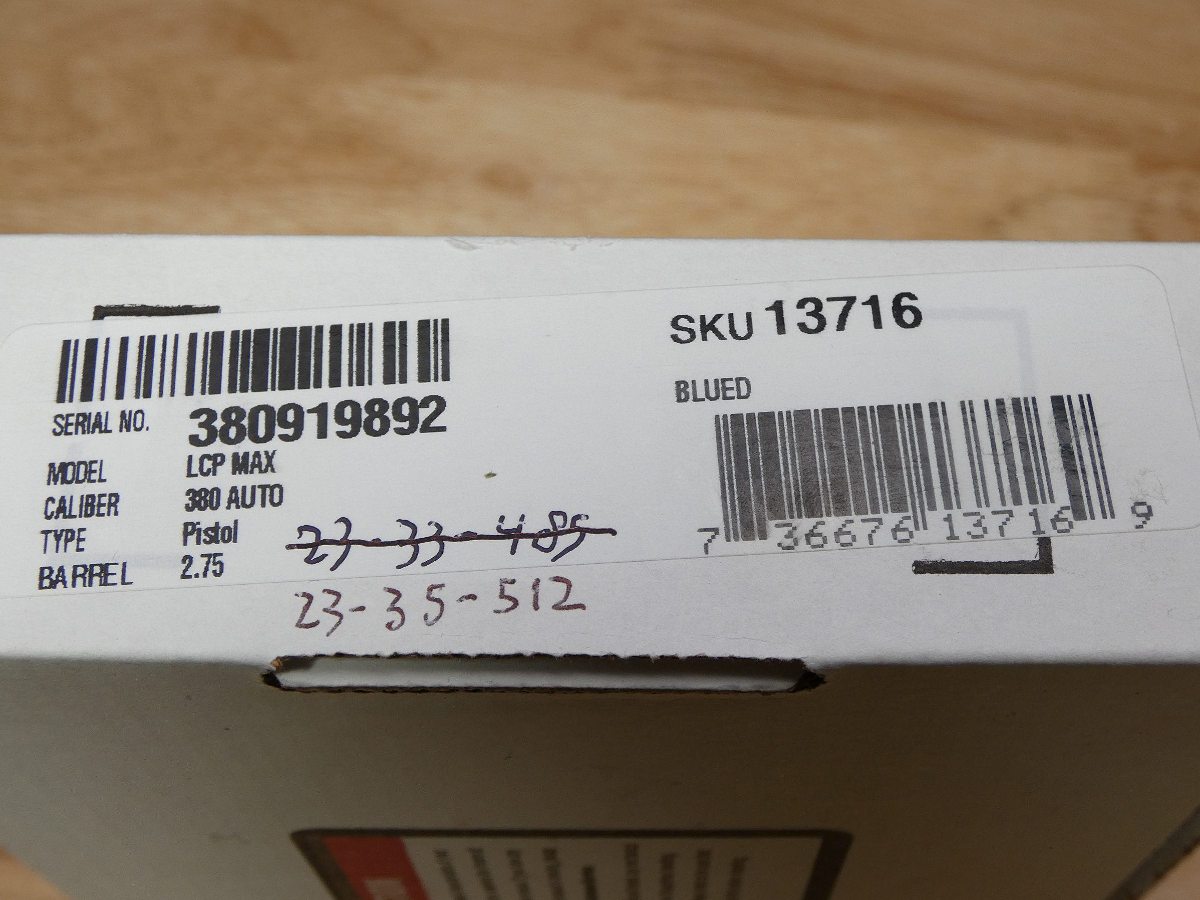 SERIAL NO. 380919892
MODEL LCP MAX
CALIBER 380 AUTO
TYPE Pistol
BARREL 2.75
23-33-485
23-35-512
SKU 13716
BLUED
7 36676 13716 9